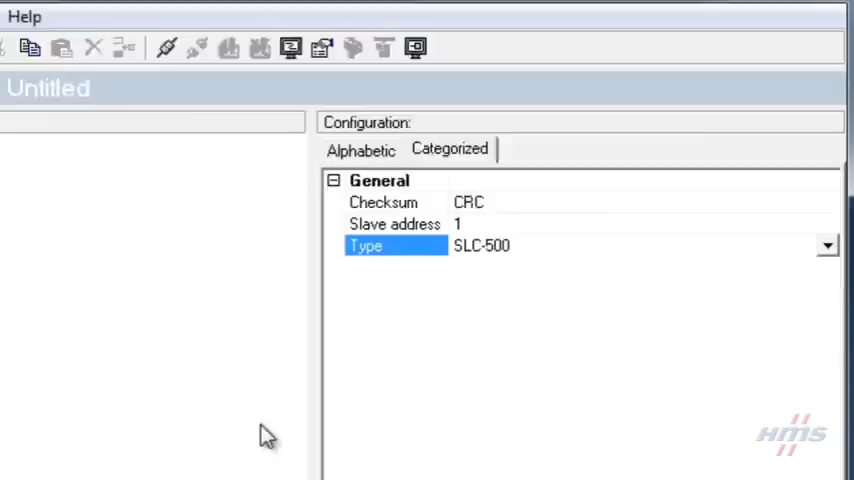 Help
Untitled
Configuration:
Alphabetic Categorized
General
Checksum CRC
Slave address 1
Type SLC-500
HMS